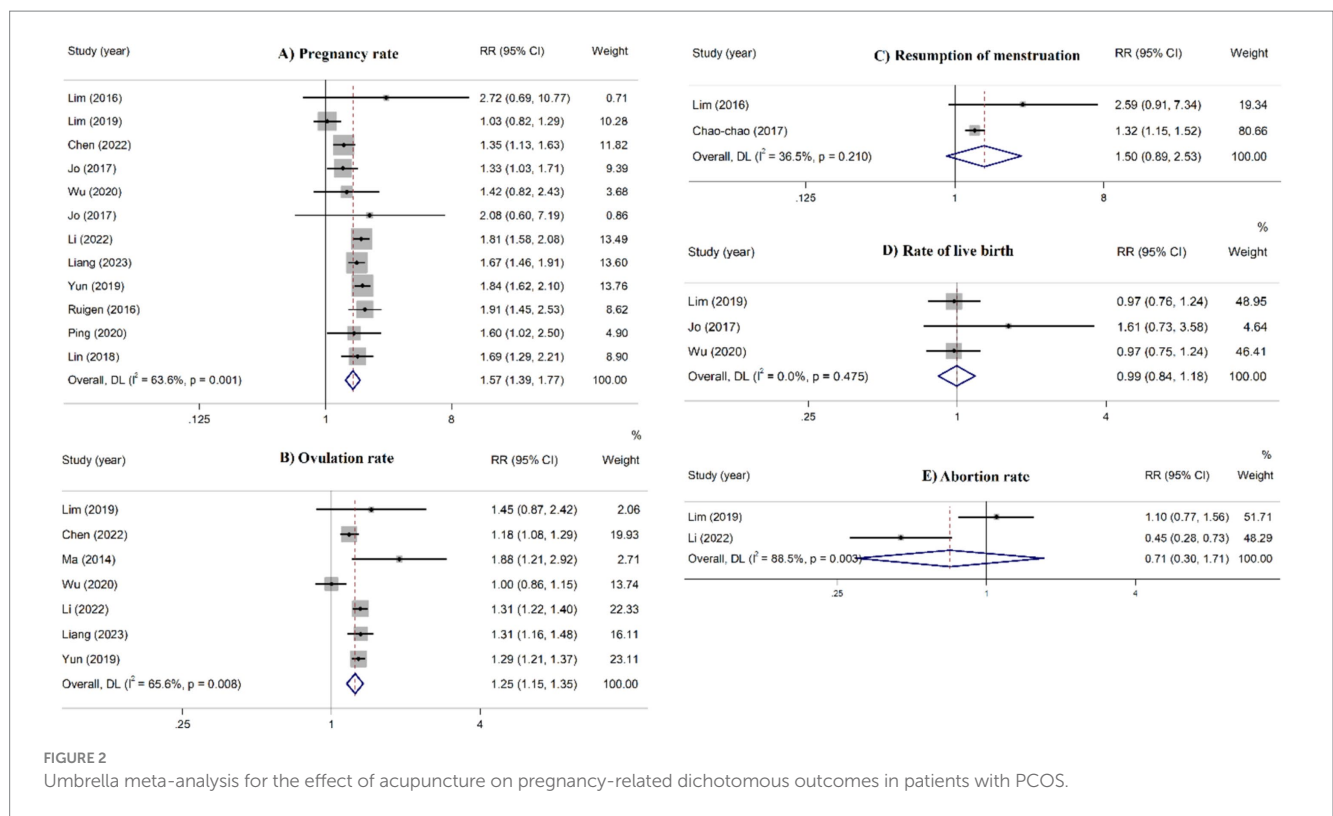 Study (year) A) Pregnancy rate RR (95% CI) Weight
Lim (2016) 2.72 (0.69, 10.77) 0.71
Lim (2019) 1.03 (0.82, 1.29) 10.28
Chen (2022) 1.35 (1.13, 1.63) 11.82
Jo (2017) 1.33 (1.03, 1.71) 9.39
Wu (2020) 1.42 (0.82, 2.43) 3.68
Jo (2017) 2.08 (0.60, 7.19) 0.86
Li (2022) 1.81 (1.58, 2.08) 13.49
Liang (2023) 1.67 (1.46, 1.91) 13.60
Yun (2019) 1.84 (1.62, 2.10) 13.76
Ruigen (2016) 1.91 (1.45, 2.53) 8.62
Ping (2020) 1.60 (1.02, 2.50) 4.90
Lin (2018) 1.69 (1.29, 2.21) 8.90
Overall, DL (I² = 63.6%, p = 0.001) 1.57 (1.39, 1.77) 100.00
.125 1 8
%
Study (year) B) Ovulation rate RR (95% CI) Weight
Lim (2019) 1.45 (0.87, 2.42) 2.06
Chen (2022) 1.18 (1.08, 1.29) 19.93
Ma (2014) 1.88 (1.21, 2.92) 2.71
Wu (2020) 1.00 (0.86, 1.15) 13.74
Li (2022) 1.31 (1.22, 1.40) 22.33
Liang (2023) 1.31 (1.16, 1.48) 16.11
Yun (2019) 1.29 (1.21, 1.37) 23.11
Overall, DL (I² = 65.6%, p = 0.008) 1.25 (1.15, 1.35) 100.00
.25 1 4
Study (year) C) Resumption of menstruation RR (95% CI) Weight
Lim (2016) 2.59 (0.91, 7.34) 19.34
Chao-chao (2017) 1.32 (1.15, 1.52) 80.66
Overall, DL (I² = 36.5%, p = 0.210) 1.50 (0.89, 2.53) 100.00
.125 1 8
%
Study (year) D) Rate of live birth RR (95% CI) Weight
Lim (2019) 0.97 (0.76, 1.24) 48.95
Jo (2017) 1.61 (0.73, 3.58) 4.64
Wu (2020) 0.97 (0.75, 1.24) 46.41
Overall, DL (I² = 0.0%, p = 0.475) 0.99 (0.84, 1.18) 100.00
.25 1 4
%
Study (year) E) Abortion rate RR (95% CI) Weight
Lim (2019) 1.10 (0.77, 1.56) 51.71
Li (2022) 0.45 (0.28, 0.73) 48.29
Overall, DL (I² = 88.5%, p = 0.003) 0.71 (0.30, 1.71) 100.00
.25 1 4
FIGURE 2
Umbrella meta-analysis for the effect of acupuncture on pregnancy-related dichotomous outcomes in patients with PCOS.